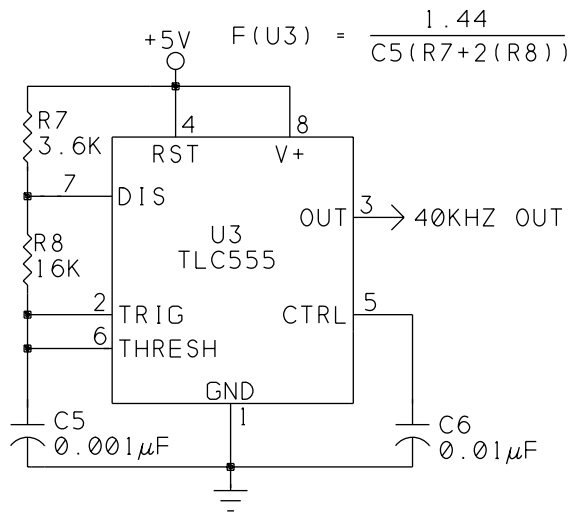 F(U3) = 1.44
C5(R7+2(R8))
+5V
4
8
R7
3.6K
RST
V+
7
DIS
3
OUT
40KHZ OUT
U3
TLC555
R8
16K
2
TRIG
CTRL
5
6
THRESH
GND
1
C5
0.001µF
C6
0.01µF